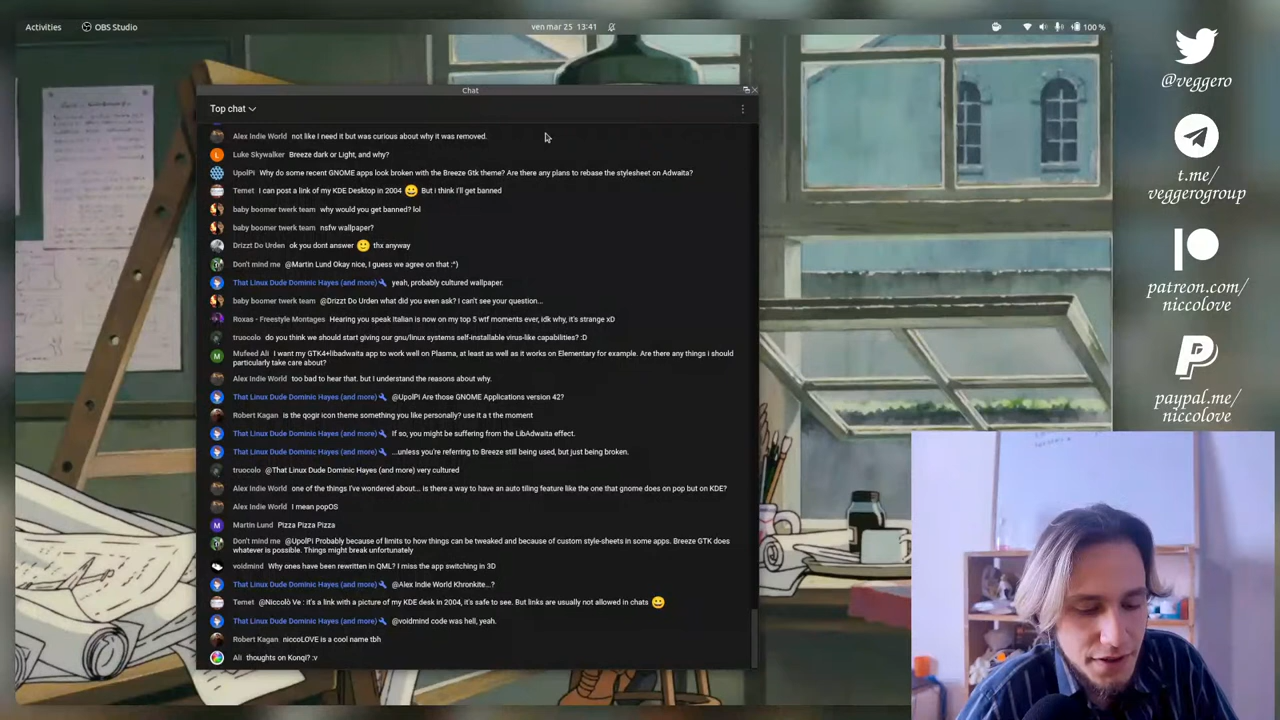 Activities
OBS Studio
ven mar 25 13:41
100 %
Chat
Top chat
Alex Indie World not like I need it but was curious about why it was removed.
Luke Skywalker Breeze dark or Light, and why?
UpolPi Why do some recent GNOME apps look broken with the Breeze Gtk theme? Are there any plans to rebase the stylesheet on Adwaita?
Temet I can post a link of my KDE Desktop in 2004 😀 But i think I'll get banned
baby boomer twerk team why would you get banned? lol
baby boomer twerk team nsfw wallpaper?
Drizzt Do Urden ok you dont answer 🙂 thx anyway
Don't mind me @Martin Lund Okay nice, I guess we agree on that :^)
That Linux Dude Dominic Hayes (and more) yeah, probably cultured wallpaper.
baby boomer twerk team @Drizzt Do Urden what did you even ask? I can't see your question...
Roxas - Freestyle Montages Hearing you speak Italian is now on my top 5 wtf moments ever, idk why, it's strange xD
truocolo do you think we should start giving our gnu/linux systems self-installable virus-like capabilities? :D
Mufeed Ali I want my GTK4+libadwaita app to work well on Plasma, at least as well as it works on Elementary for example. Are there any things i should
particularly take care about?
Alex Indie World too bad to hear that. but I understand the reasons about why.
That Linux Dude Dominic Hayes (and more) @UpolPi Are those GNOME Applications version 42?
Robert Kagan is the qogir icon theme something you like personally? use it a t the moment
That Linux Dude Dominic Hayes (and more) If so, you might be suffering from the LibAdwaita effect.
That Linux Dude Dominic Hayes (and more) ...unless you're referring to Breeze still being used, but just being broken.
truocolo @That Linux Dude Dominic Hayes (and more) very cultured
Alex Indie World one of the things I've wondered about... is there a way to have an auto tiling feature like the one that gnome does on pop but on KDE?
Alex Indie World I mean popOS
Martin Lund Pizza Pizza Pizza
Don't mind me @UpolPi Probably because of limits to how things can be tweaked and because of custom style-sheets in some apps. Breeze GTK does
whatever is possible. Things might break unfortunately
voidmind Why ones have been rewritten in QML? I miss the app switching in 3D
That Linux Dude Dominic Hayes (and more) @Alex Indie World Khronkite...?
Temet @Niccolò Ve : it's a link with a picture of my KDE desk in 2004, it's safe to see. But links are usually not allowed in chats 😀
That Linux Dude Dominic Hayes (and more) @voidmind code was hell, yeah.
Robert Kagan niccoLOVE is a cool name tbh
Ali thoughts on Konqi? :v
@veggero
t.me/
veggerogroup
patreon.com/
niccolove
paypal.me/
niccolove